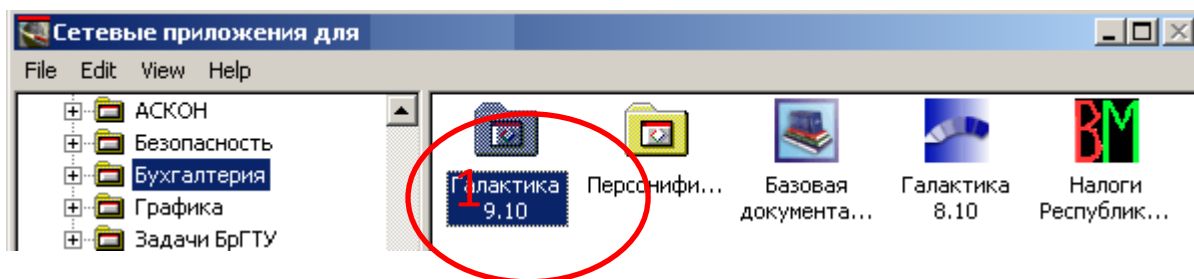 Сетевые приложения для
File Edit View Help
АСКОН
Безопасность
Бухгалтерия
Графика
Задачи БрГТУ
1
Галактика
9.10
Персонифи...
Базовая
документа...
Галактика
8.10
ВМ
Налоги
Республик...